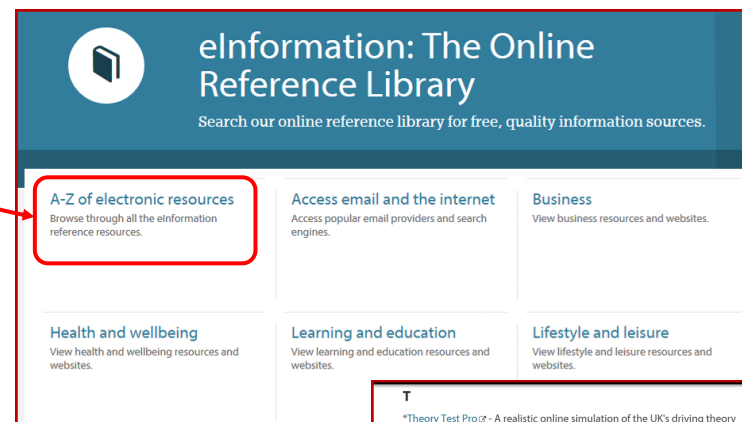 eInformation: The Online
Reference Library
Search our online reference library for free, quality information sources.
A-Z of electronic resources
Browse through all the eInformation
reference resources.
Access email and the internet
Access popular email providers and search
engines.
Business
View business resources and websites.
Health and wellbeing
View health and wellbeing resources and
websites.
Learning and education
View learning and education resources and
websites.
Lifestyle and leisure
View lifestyle and leisure resources and
websites.
T
*Theory Test Pro - A realistic online simulation of the UK's driving theory